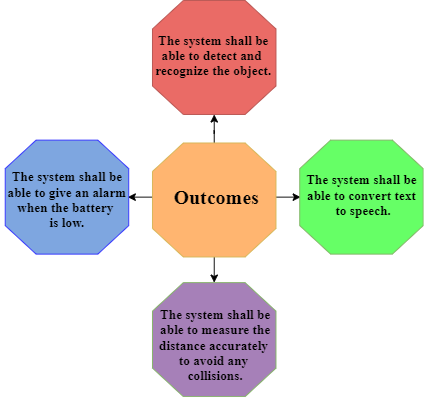 The system shall be
able to detect and
recognize the object.
The system shall be
able to give an alarm
when the battery
is low.
Outcomes
The system shall be
able to convert text
to speech.
The system shall be
able to measure the
distance accurately
to avoid any
collisions.